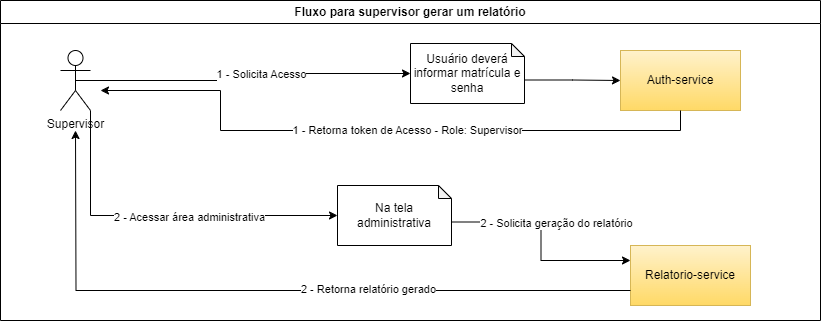 Fluxo para supervisor gerar um relatório
Usuário deverá
informar matrícula e
senha
1 - Solicita Acesso
Auth-service
Supervisor
1 - Retorna token de Acesso - Role: Supervisor
Na tela
administrativa
2 - Acessar área administrativa
2 - Solicita geração do relatório
Relatorio-service
2 - Retorna relatório gerado